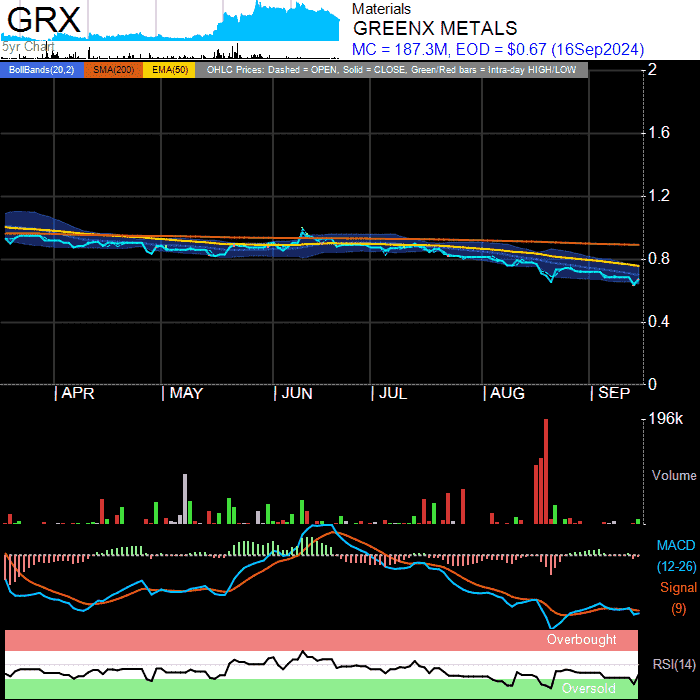 GRX
5yr Chart
Materials
GREENX METALS
MC = 187.3M, EOD = $0.67 (16Sep2024)
BollBands(20,2) SMA(200) EMA(50) OHLC Prices: Dashed = OPEN, Solid = CLOSE, Green/Red bars = Intra-day HIGH/LOW
2
1.6
1.2
0.8
0.4
0
| APR | MAY | JUN | JUL | AUG | SEP
196k
Volume
MACD
(12-26)
Signal
(9)
Overbought
RSI(14)
Oversold